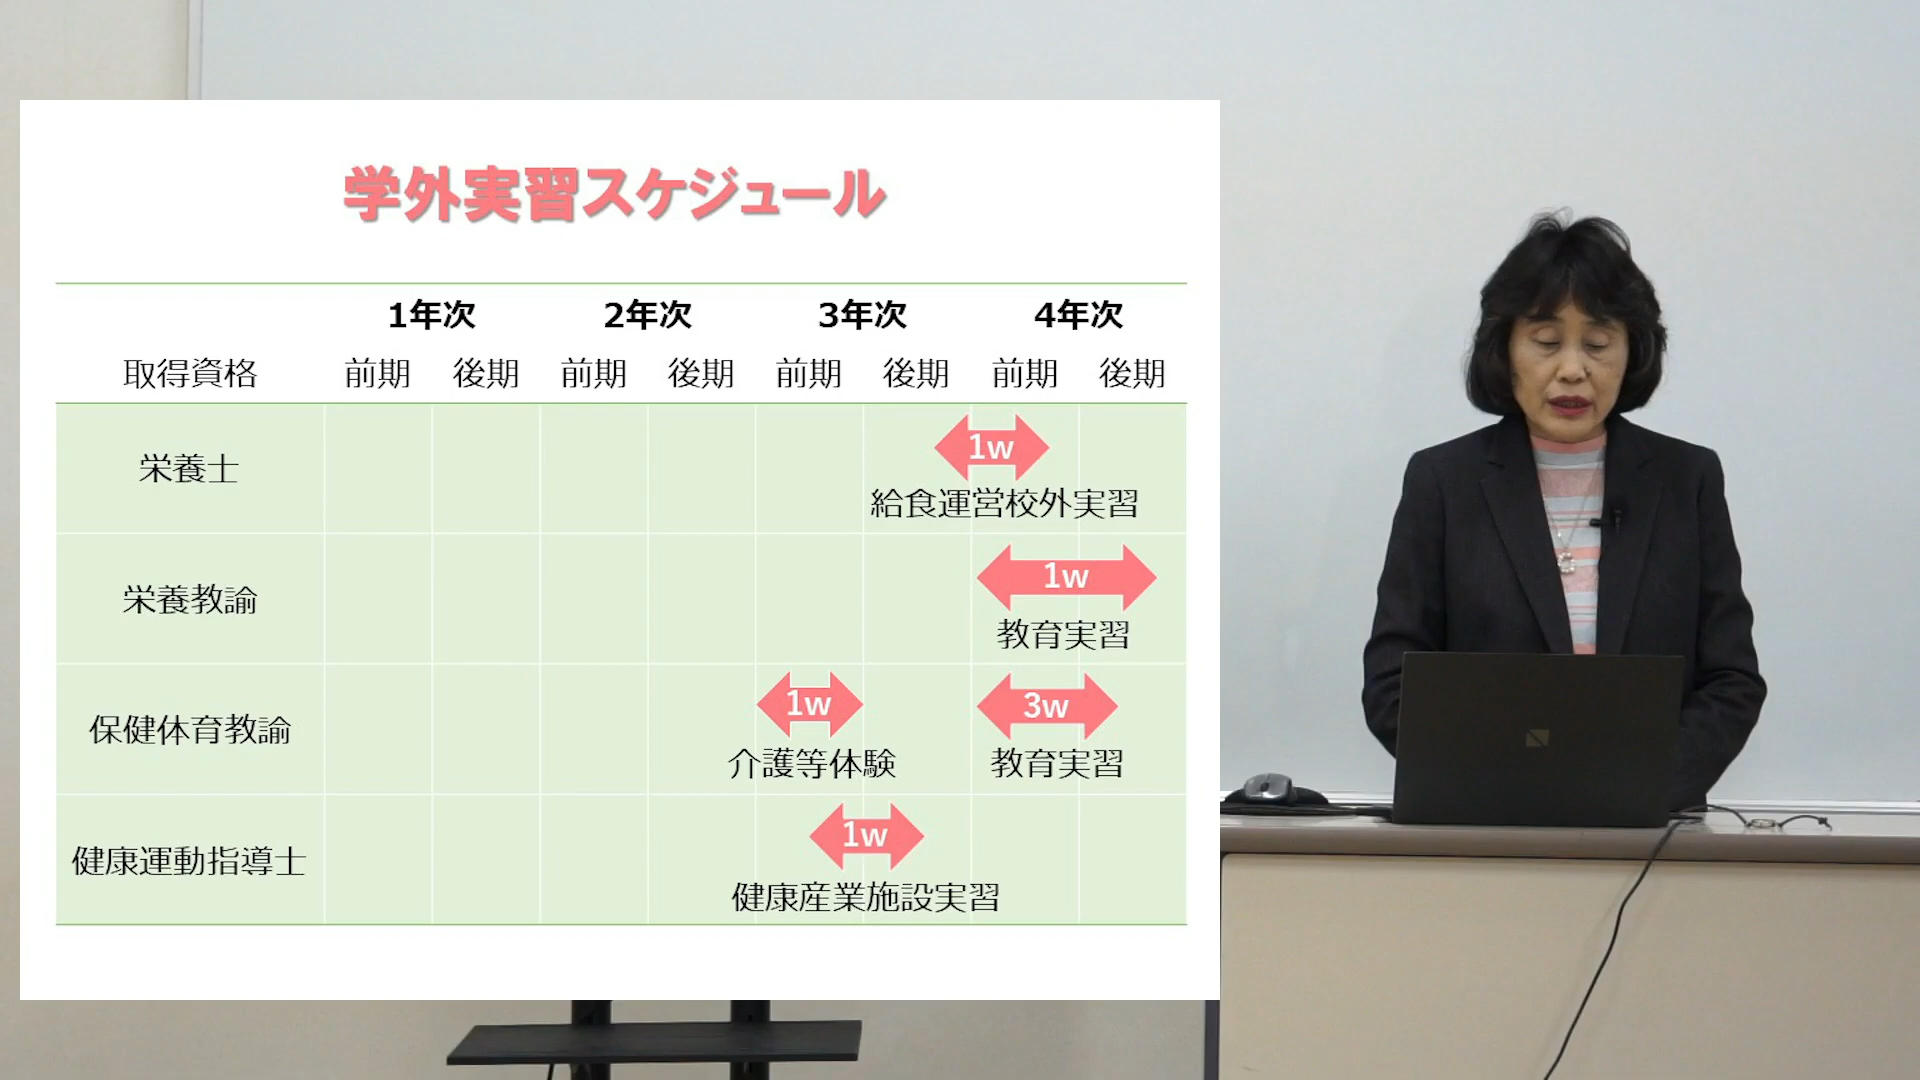 学外実習スケジュール
1年次 2年次 3年次 4年次
取得資格 前期 後期 前期 後期 前期 後期 前期 後期
栄養士 1w
給食運営校外実習
栄養教諭 1w
教育実習
保健体育教諭 1w 3w
介護等体験 教育実習
健康運動指導士 1w
健康産業施設実習